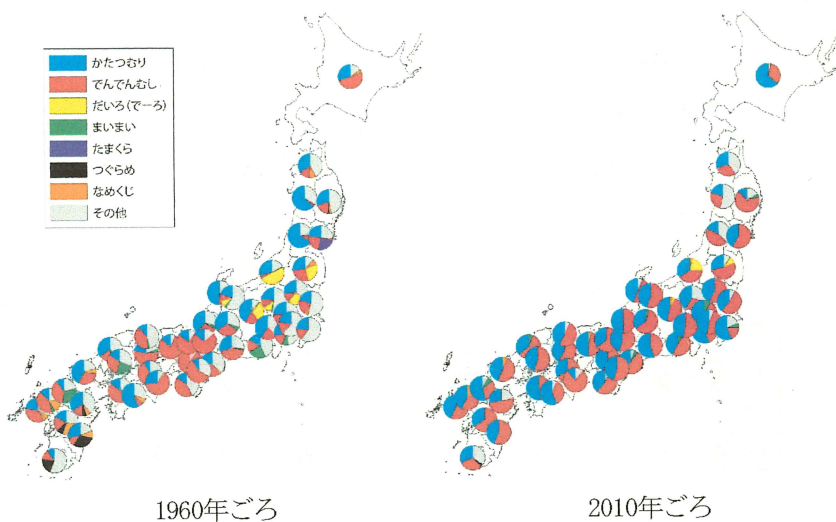 かたつむり
でんでんむし
だいろ(でーろ)
まいまい
たまくら
つぐらめ
なめくじ
その他
1960年ごろ
2010年ごろ